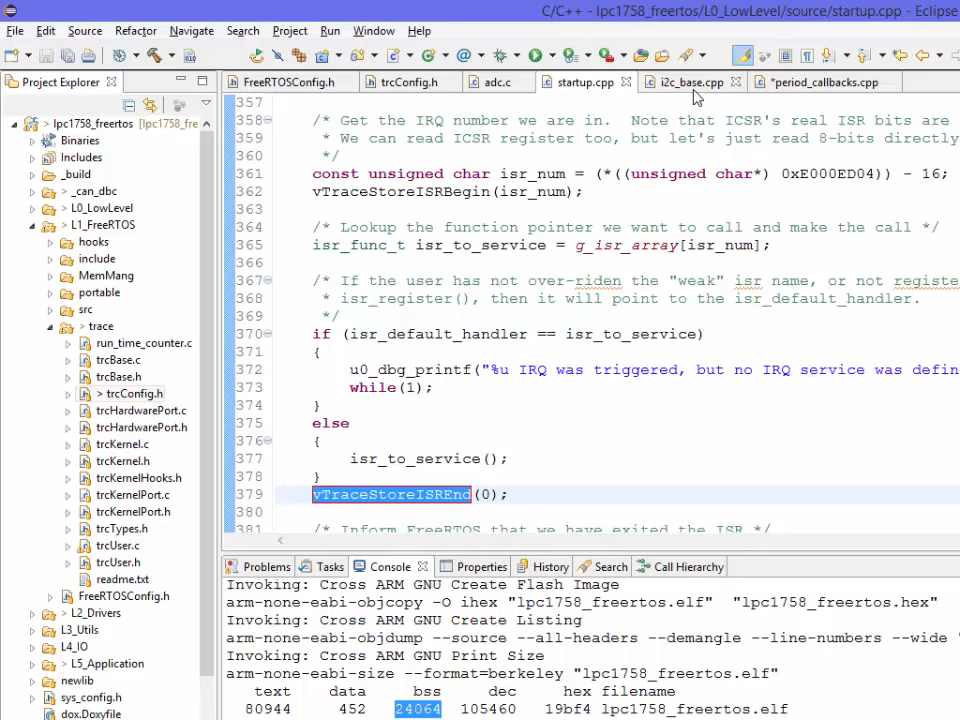 C/C++ - lpc1758_freertos/L0_LowLevel/source/startup.cpp - Eclipse
File Edit Source Refactor Navigate Search Project Run Window Help
Project Explorer
lpc1758_freertos [lpc1758_fre
Binaries
Includes
_build
> _can_dbc
> L0_LowLevel
L1_FreeRTOS
hooks
include
MemMang
portable
src
> trace
run_time_counter.c
trcBase.c
trcBase.h
> trcConfig.h
trcHardwarePort.c
trcHardwarePort.h
trcKernel.c
trcKernel.h
trcKernelHooks.h
trcKernelPort.c
trcKernelPort.h
trcTypes.h
trcUser.c
trcUser.h
readme.txt
FreeRTOSConfig.h
> L2_Drivers
L3_Utils
L4_IO
> L5_Application
newlib
sys_config.h
dox.Doxyfile
FreeRTOSConfig.h trcConfig.h adc.c startup.cpp i2c_base.cpp *period_callbacks.cpp
357
358 /* Get the IRQ number we are in. Note that ICSR's real ISR bits are
359 * We can read ICSR register too, but let's just read 8-bits directly
360 */
361 const unsigned char isr_num = (*((unsigned char*) 0xE000ED04)) - 16;
362 vTraceStoreISRBegin(isr_num);
363
364 /* Lookup the function pointer we want to call and make the call */
365 isr_func_t isr_to_service = g_isr_array[isr_num];
366
367 /* If the user has not over-riden the "weak" isr name, or not registe
368 * isr_register(), then it will point to the isr_default_handler.
369 */
370 if (isr_default_handler == isr_to_service)
371 {
372 u0_dbg_printf("%u IRQ was triggered, but no IRQ service was defin
373 while(1);
374 }
375 else
376 {
377 isr_to_service();
378 }
379 vTraceStoreISREnd(0);
380
381 /* Inform FreeRTOS that we have exited the ISR */
Problems Tasks Console Properties History Search Call Hierarchy
Invoking: Cross ARM GNU Create Flash Image
arm-none-eabi-objcopy -O ihex "lpc1758_freertos.elf" "lpc1758_freertos.hex"
Invoking: Cross ARM GNU Create Listing
arm-none-eabi-objdump --source --all-headers --demangle --line-numbers --wide "
Invoking: Cross ARM GNU Print Size
arm-none-eabi-size --format=berkeley "lpc1758_freertos.elf"
text data bss dec hex filename
80944 452 24064 105460 19bf4 lpc1758_freertos.elf